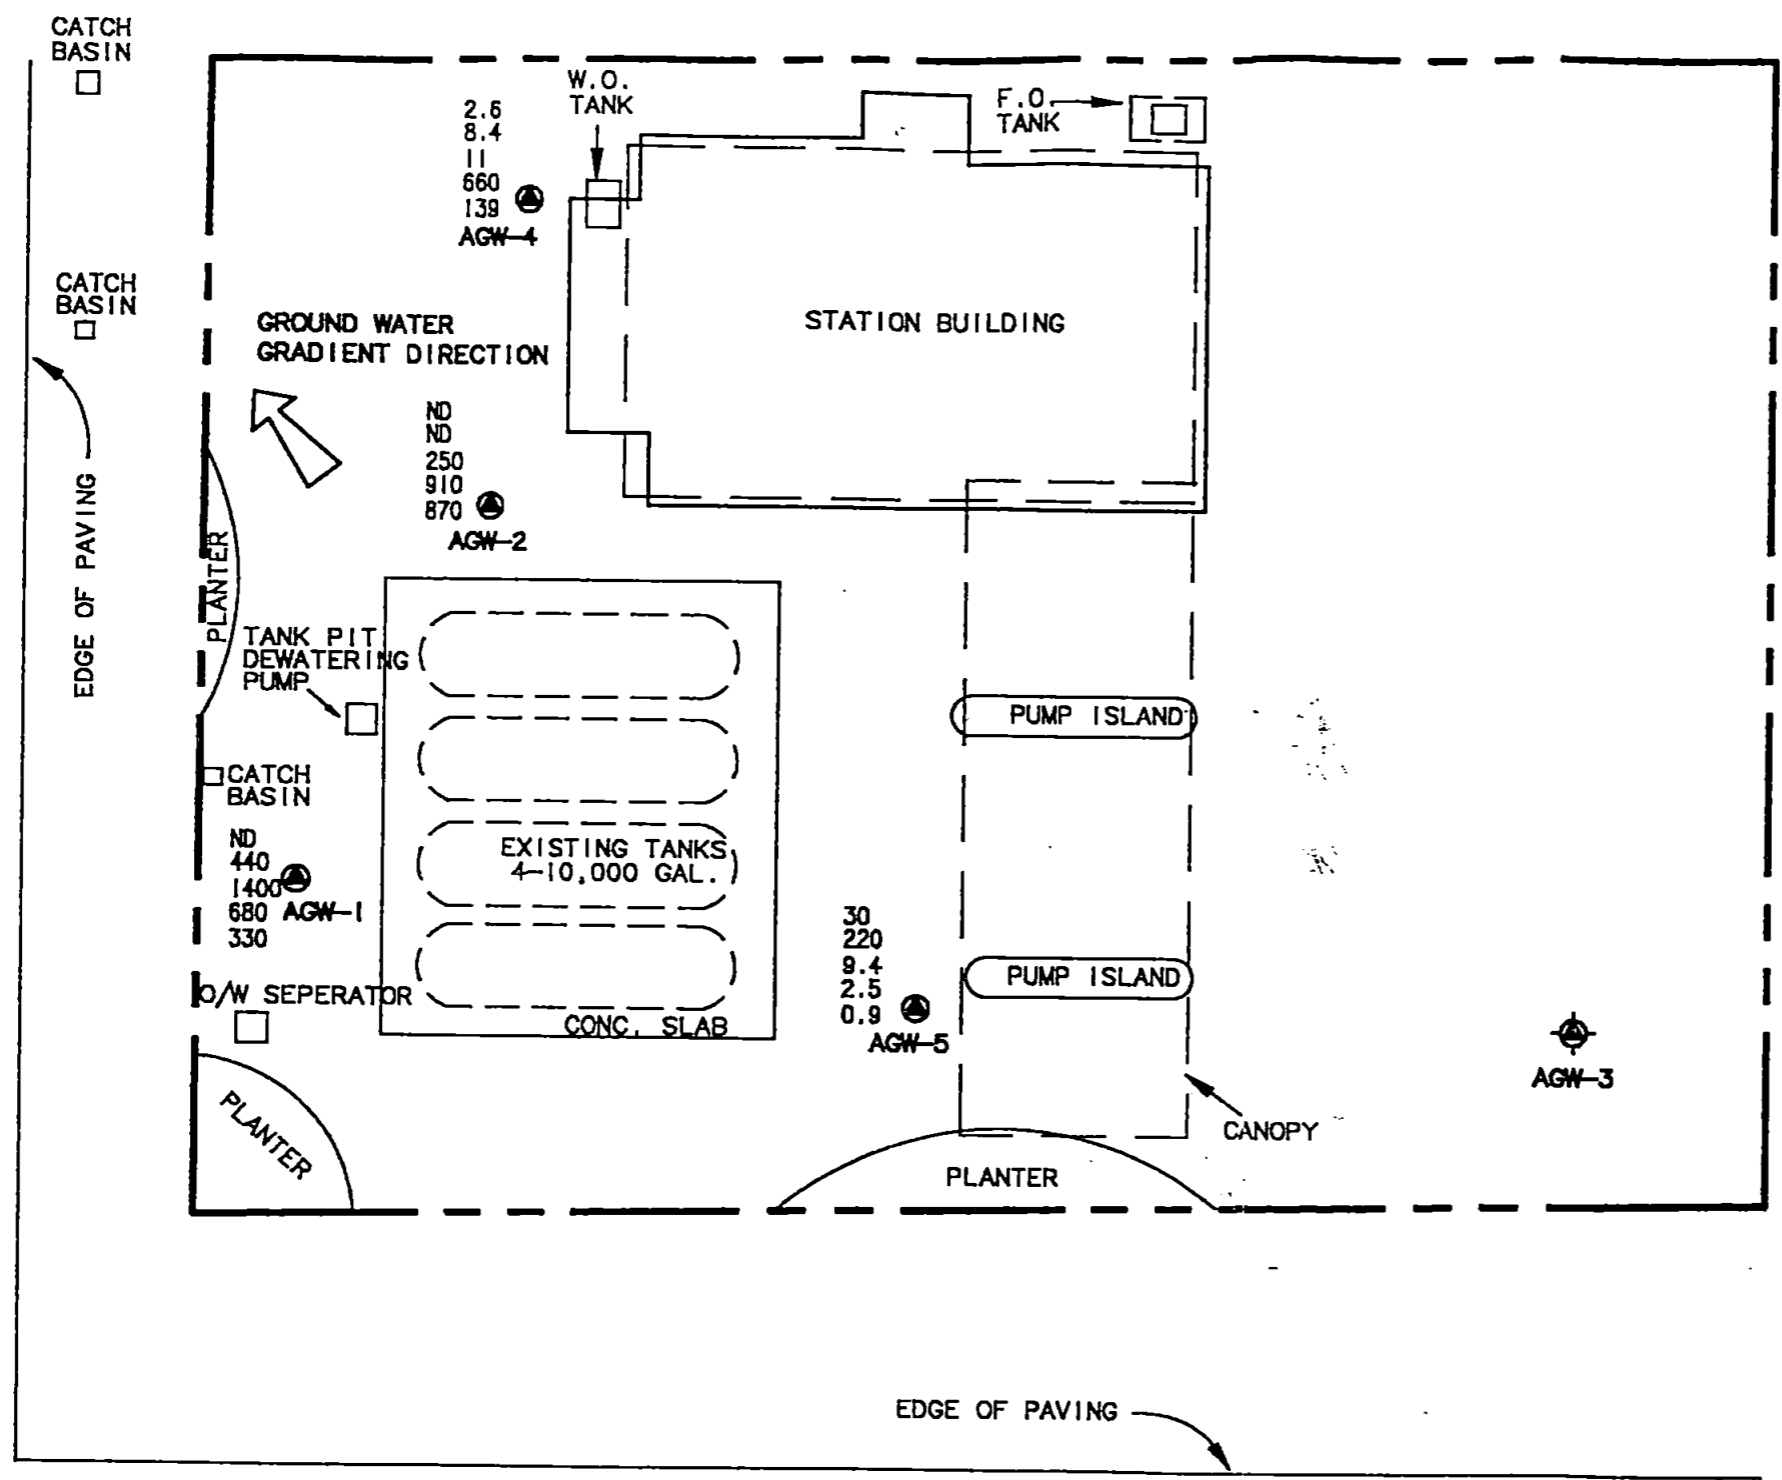 CATCH
BASIN
W.O.
TANK
F.O.
TANK
2.6
8.4
11
660
139
AGW-4
CATCH
BASIN
GROUND WATER
GRADIENT DIRECTION
STATION BUILDING
ND
ND
250
910
870
AGW-2
EDGE OF PAVING
PLANTER
TANK PIT
DEWATERING
PUMP
PUMP ISLAND
CATCH
BASIN
EXISTING TANKS
4-10,000 GAL.
ND
440
1400
680
330
AGW-1
30
220
9.4
2.5
0.9
AGW-5
PUMP ISLAND
O/W SEPERATOR
CONC. SLAB
AGW-3
PLANTER
CANOPY
PLANTER
EDGE OF PAVING